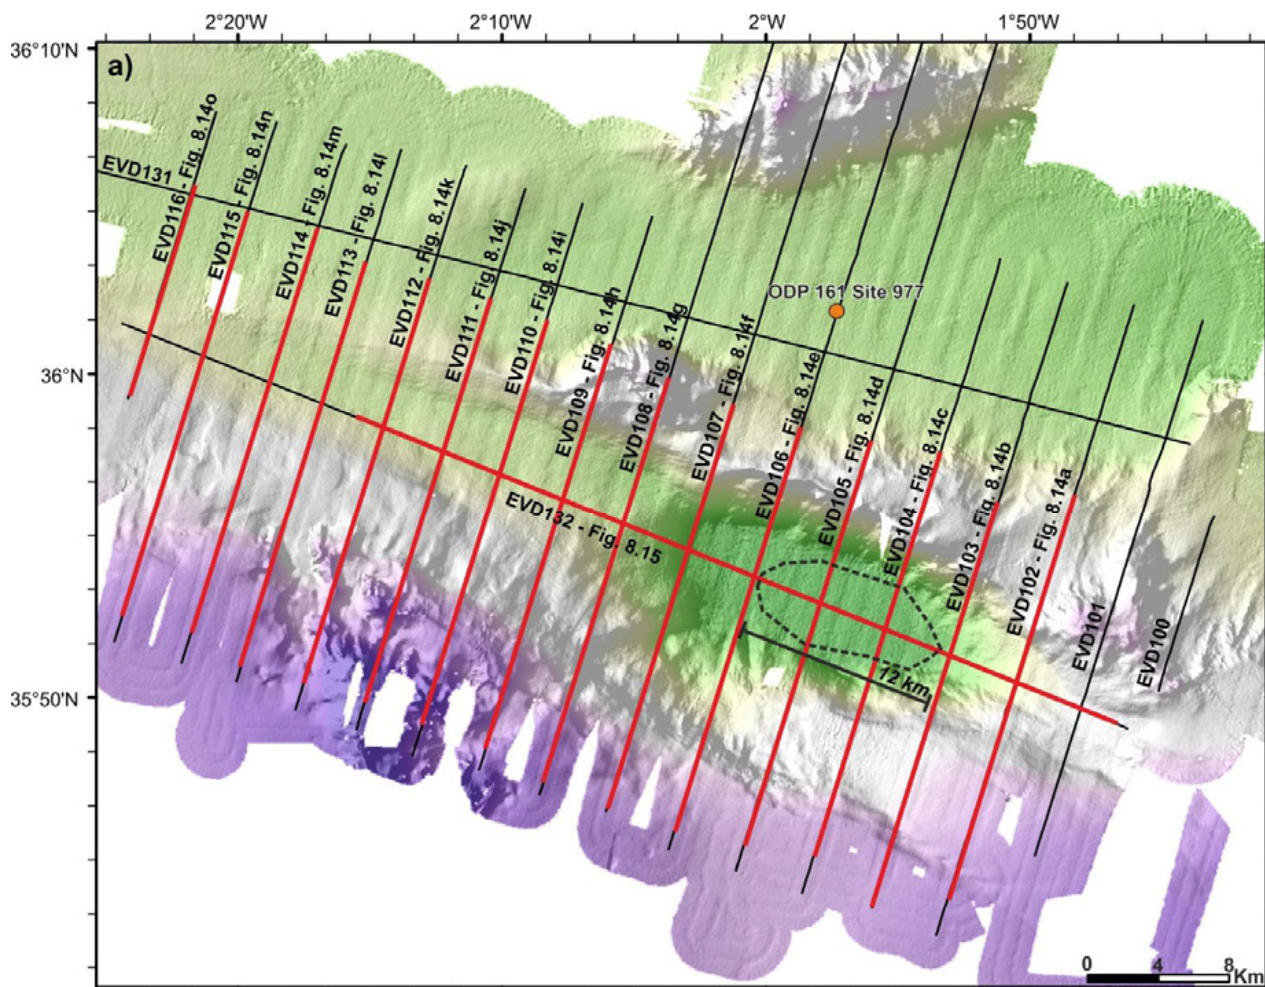 2°20'W 2°10'W 2°W 1°50'W
36°10'N
a)
36°N
35°50'N
EVD131
EVD116 - Fig. 8.14o
EVD115 - Fig. 8.14n
EVD114 - Fig. 8.14m
EVD113 - Fig. 8.14l
EVD112 - Fig. 8.14k
EVD111 - Fig. 8.14j
EVD110 - Fig. 8.14i
EVD109 - Fig. 8.14h
EVD108 - Fig. 8.14g
EVD107 - Fig. 8.14f
EVD106 - Fig. 8.14e
EVD105 - Fig. 8.14d
EVD104 - Fig. 8.14c
EVD103 - Fig. 8.14b
EVD102 - Fig. 8.14a
EVD101
EVD100
ODP 161 Site 977
EVD132 - Fig. 8.15
12 km
0 4 8
Km